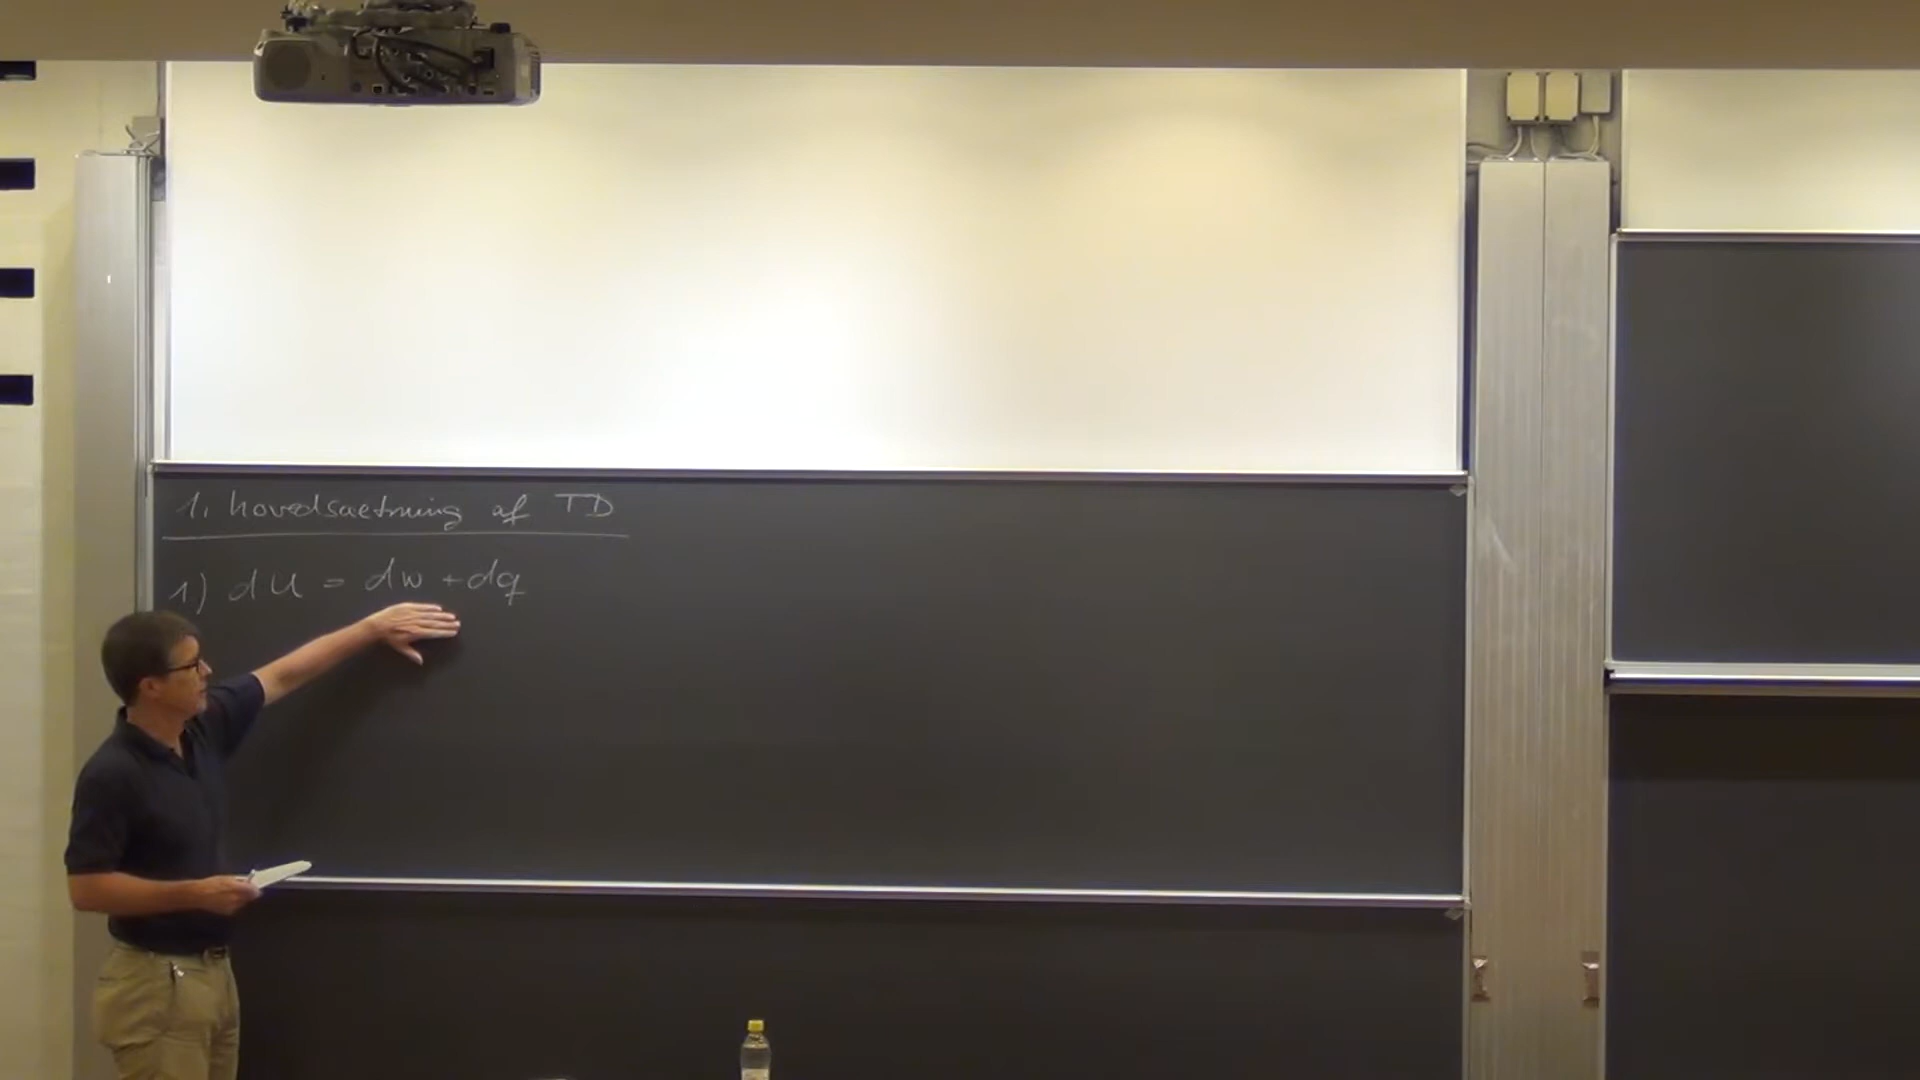 1. hovedsaetning af TD
1) dU = dw + dq